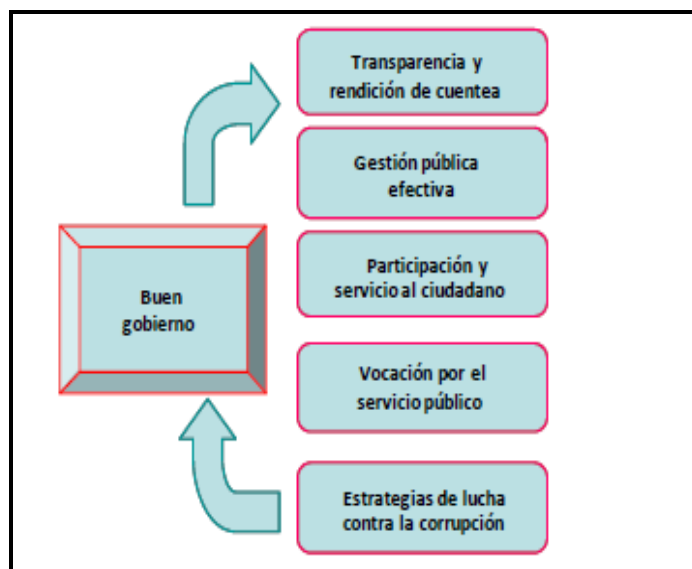 Transparencia y
rendición de cuentea
Gestión pública
efectiva
Participación y
servicio al ciudadano
Buen
gobierno
Vocación por el
servicio público
Estrategias de lucha
contra la corrupción